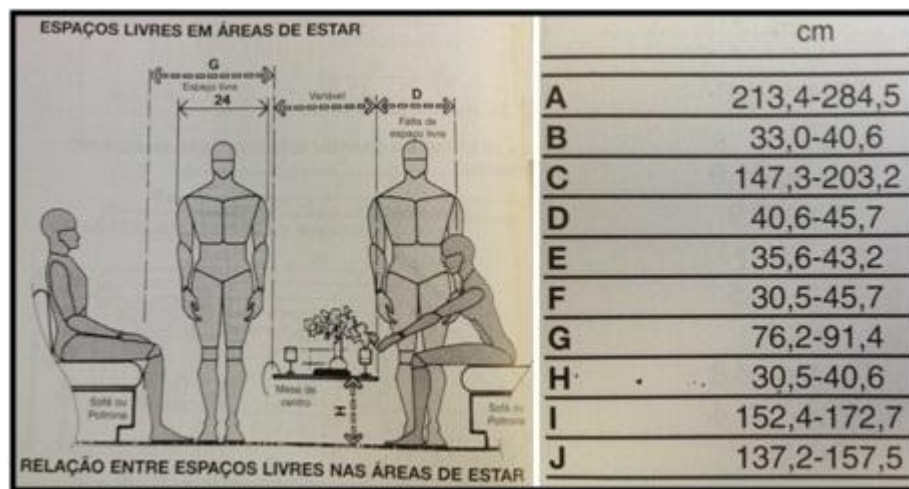 ESPAÇOS LIVRES EM ÁREAS DE ESTAR
G
Espaço livre
24
Variável
D
Falta de
espaço livre
Mesa de
centro
H
Sofá ou
Poltrona
Sofá ou
Poltrona
RELAÇÃO ENTRE ESPAÇOS LIVRES NAS ÁREAS DE ESTAR
cm
A 213,4-284,5
B 33,0-40,6
C 147,3-203,2
D 40,6-45,7
E 35,6-43,2
F 30,5-45,7
G 76,2-91,4
H 30,5-40,6
I 152,4-172,7
J 137,2-157,5